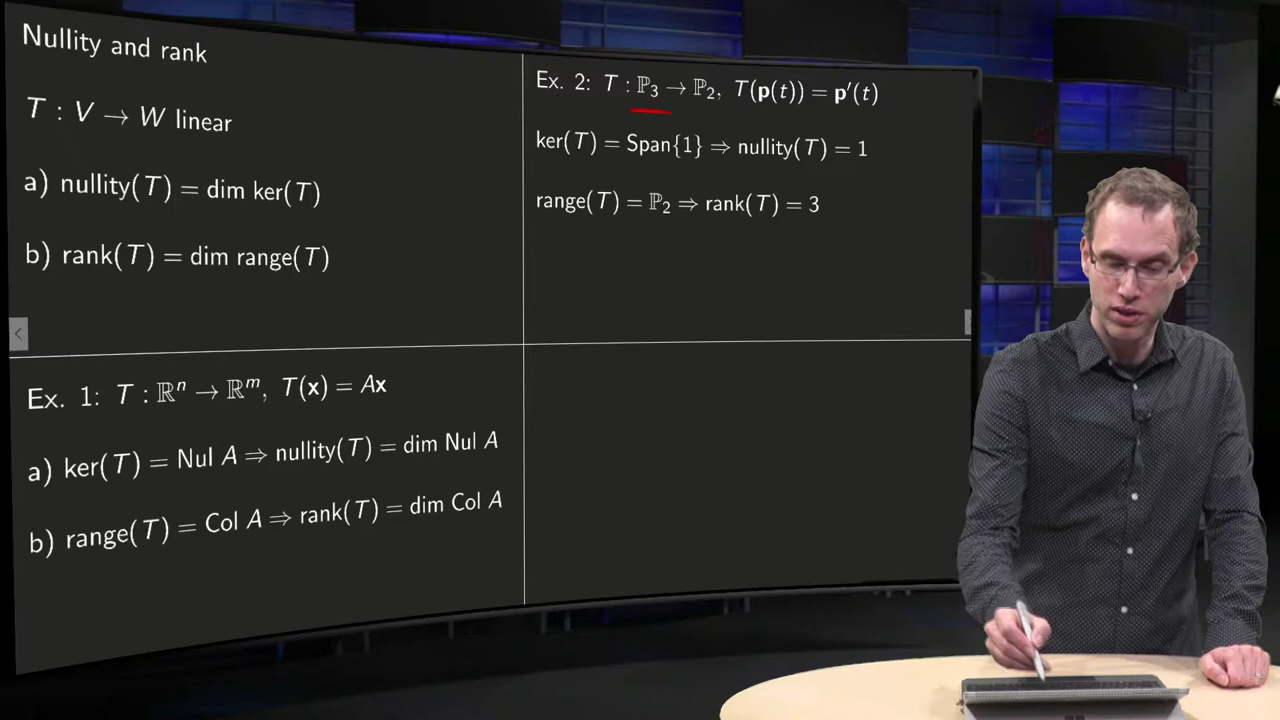 Nullity and rank
T : V → W linear
a) nullity(T) = dim ker(T)
b) rank(T) = dim range(T)
Ex. 1: T : ℝⁿ → ℝᵐ, T(x) = Ax
a) ker(T) = Nul A ⇒ nullity(T) = dim Nul A
b) range(T) = Col A ⇒ rank(T) = dim Col A
Ex. 2: T : ℙ₃ → ℙ₂, T(p(t)) = p′(t)
ker(T) = Span{1} ⇒ nullity(T) = 1
range(T) = ℙ₂ ⇒ rank(T) = 3